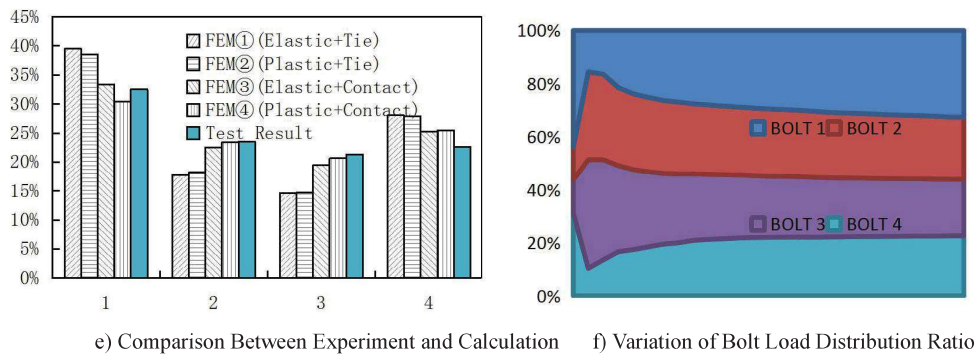 45%
40%
35%
30%
25%
20%
15%
10%
5%
0%
FEM①(Elastic+Tie)
FEM②(Plastic+Tie)
FEM③(Elastic+Contact)
FEM④(Plastic+Contact)
Test Result
1 2 3 4
100%
80%
60%
40%
20%
0%
BOLT 1 BOLT 2
BOLT 3 BOLT 4
e) Comparison Between Experiment and Calculation
f) Variation of Bolt Load Distribution Ratio